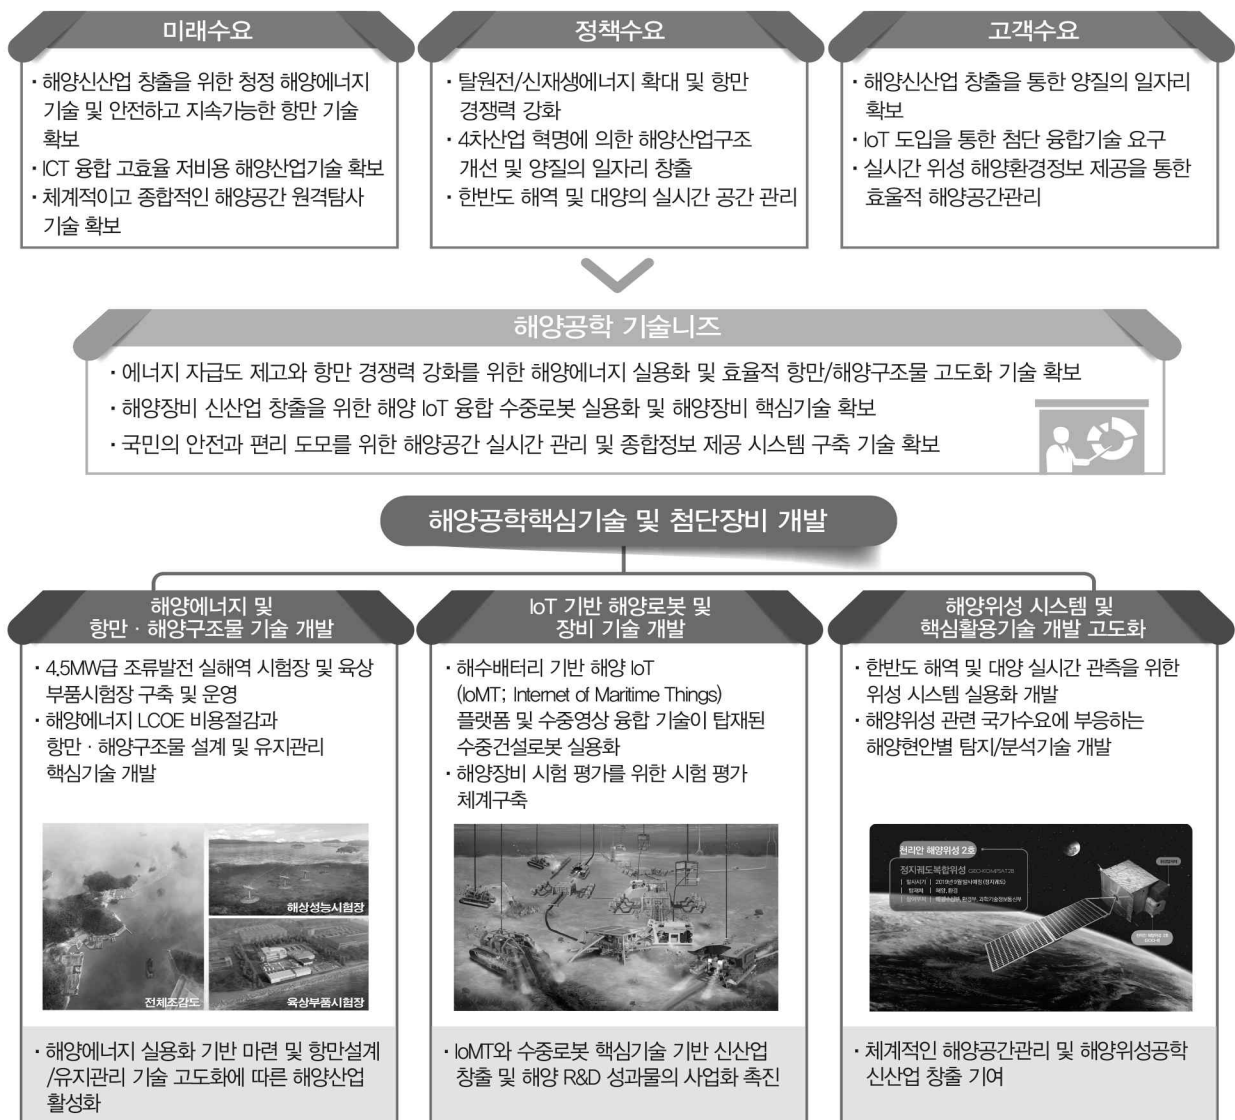 미래수요
· 해양신산업 창출을 위한 청정 해양에너지
기술 및 안전하고 지속가능한 항만 기술
확보
· ICT 융합 고효율 저비용 해양산업기술 확보
· 체계적이고 종합적인 해양공간 원격탐사
기술 확보
정책수요
· 탈원전/신재생에너지 확대 및 항만
경쟁력 강화
· 4차산업 혁명에 의한 해양산업구조
개선 및 양질의 일자리 창출
· 한반도 해역 및 대양의 실시간 공간 관리
고객수요
· 해양신산업 창출을 통한 양질의 일자리
확보
· IoT 도입을 통한 첨단 융합기술 요구
· 실시간 위성 해양환경정보 제공을 통한
효율적 해양공간관리
해양공학 기술니즈
· 에너지 자급도 제고와 항만 경쟁력 강화를 위한 해양에너지 실용화 및 효율적 항만/해양구조물 고도화 기술 확보
· 해양장비 신산업 창출을 위한 해양 IoT 융합 수중로봇 실용화 및 해양장비 핵심기술 확보
· 국민의 안전과 편리 도모를 위한 해양공간 실시간 관리 및 종합정보 제공 시스템 구축 기술 확보
해양공학핵심기술 및 첨단장비 개발
해양에너지 및
항만 · 해양구조물 기술 개발
· 4.5MW급 조류발전 실해역 시험장 및 육상
부품시험장 구축 및 운영
· 해양에너지 LCOE 비용절감과
항만 · 해양구조물 설계 및 유지관리
핵심기술 개발
전체조감도
해상성능시험장
육상부품시험장
· 해양에너지 실용화 기반 마련 및 항만설계
/유지관리 기술 고도화에 따른 해양산업
활성화
IoT 기반 해양로봇 및
장비 기술 개발
· 해수배터리 기반 해양 IoT
(IoMT; Internet of Maritime Things)
플랫폼 및 수중영상 융합 기술이 탑재된
수중건설로봇 실용화
· 해양장비 시험 평가를 위한 시험 평가
체계구축
· IoMT와 수중로봇 핵심기술 기반 신산업
창출 및 해양 R&D 성과물의 사업화 촉진
해양위성 시스템 및
핵심활용기술 개발 고도화
· 한반도 해역 및 대양 실시간 관측을 위한
위성 시스템 실용화 개발
· 해양위성 관련 국가수요에 부응하는
해양현안별 탐지/분석기술 개발
천리안 해양위성 2호
정지궤도복합위성
· 체계적인 해양공간관리 및 해양위성공학
신산업 창출 기여